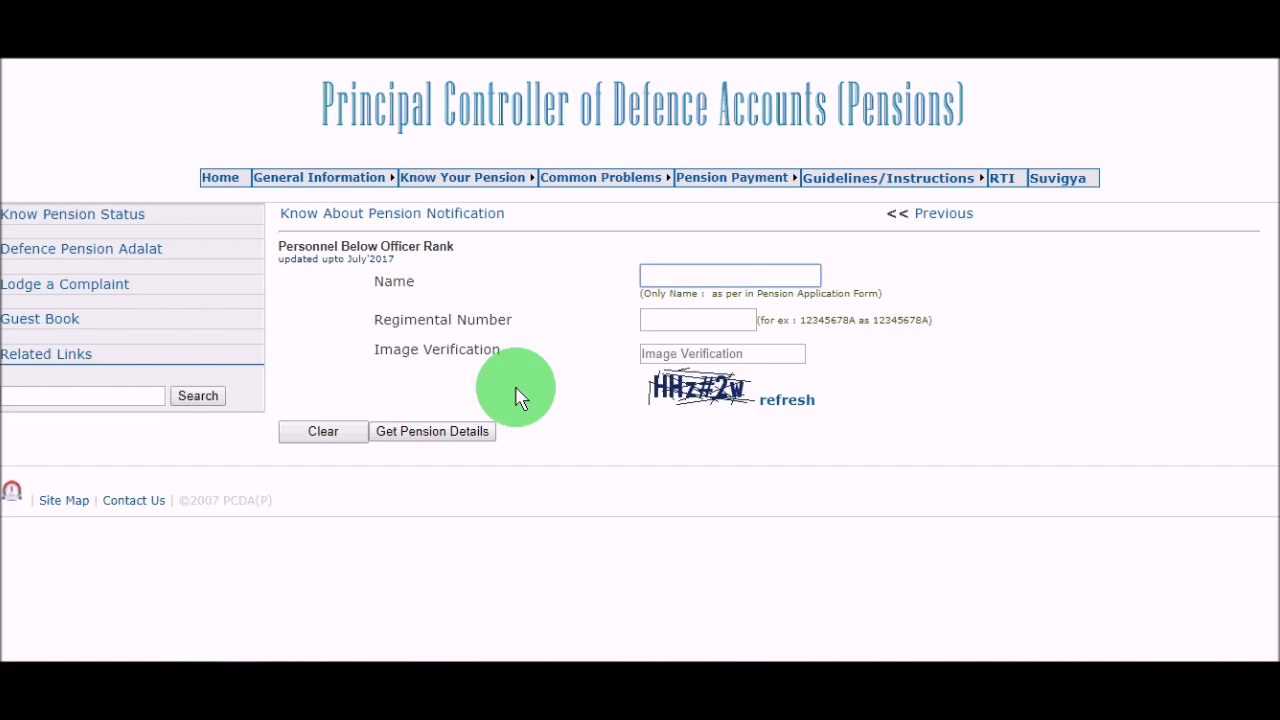 Principal Controller of Defence Accounts (Pensions)
Home General Information Know Your Pension Common Problems Pension Payment Guidelines/Instructions RTI Suvigya
Know Pension Status
Defence Pension Adalat
Lodge a Complaint
Guest Book
Related Links
Search
Know About Pension Notification << Previous
Personnel Below Officer Rank
updated upto July'2017
Name
(Only Name : as per in Pension Application Form)
Regimental Number (for ex : 12345678A as 12345678A)
Image Verification Image Verification
HHz#2w refresh
Clear Get Pension Details
| Site Map | Contact Us | ©2007 PCDA(P)